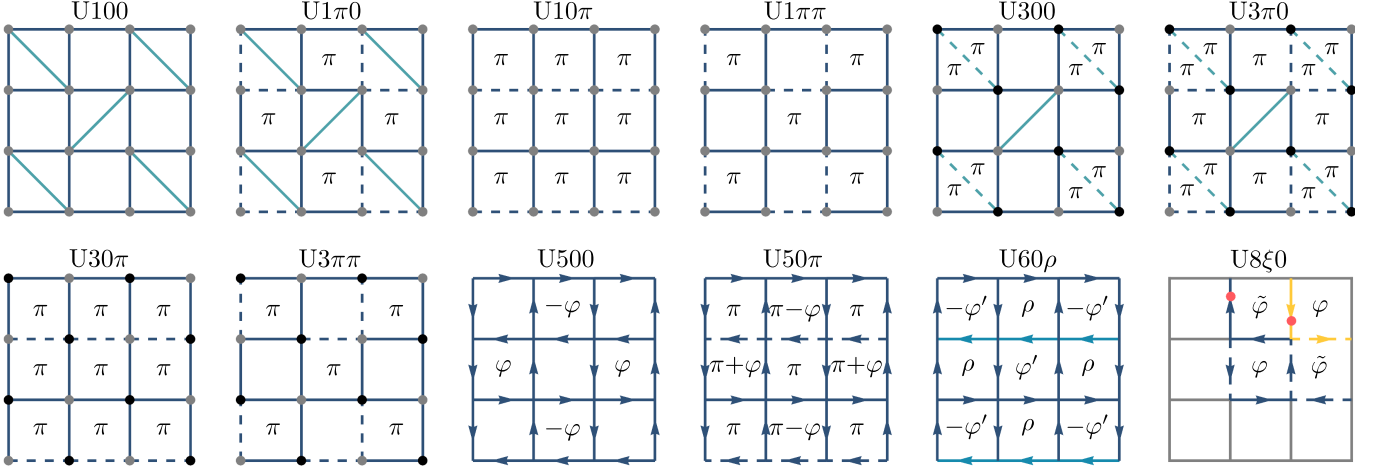 U100
U1π0
π
π π
π
U10π
π π π
π π π
π π π
U1ππ
π π
π
π π
U300
π π
π π
π π
π π
U3π0
π π π
π π
π π
π π π
π π
U30π
π π π
π π π
π π π
U3ππ
π π
π
π π
U500
−φ
φ φ
−φ
U50π
π π−φ π
π+φ π π+φ
π π−φ π
U60ρ
−φ′ ρ −φ′
ρ φ′ ρ
−φ′ ρ −φ′
U8ξ0
φ̃ φ
φ φ̃